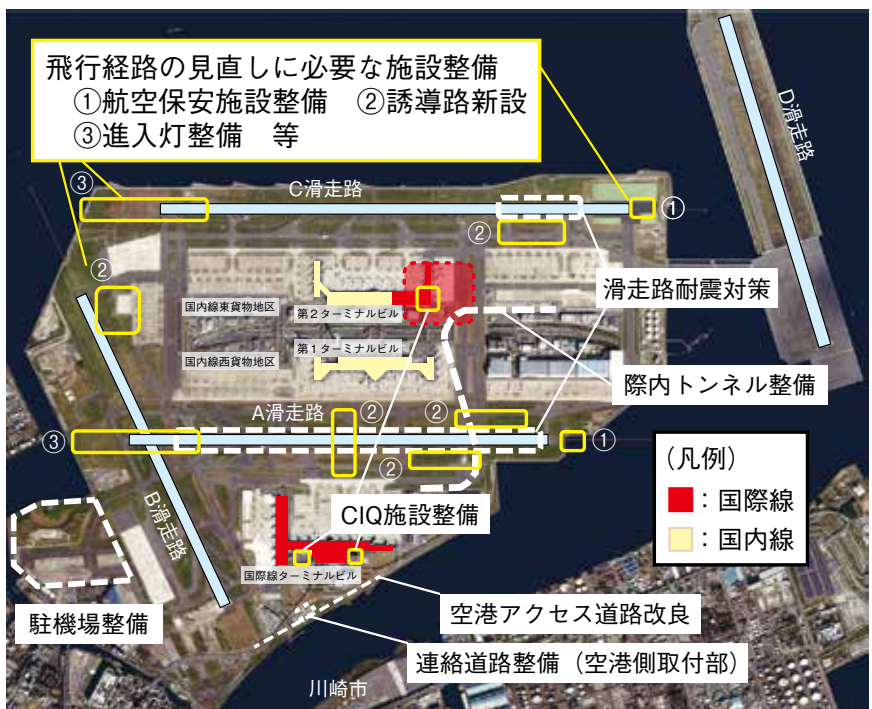 飛行経路の見直しに必要な施設整備
①航空保安施設整備　②誘導路新設
③進入灯整備　等
D滑走路
③
C滑走路
①
②
②
滑走路耐震対策
国内線東貨物地区
第2ターミナルビル
国内線西貨物地区
第1ターミナルビル
際内トンネル整備
A滑走路
②
②
③
①
②
(凡例)
：国際線
：国内線
B滑走路
CIQ施設整備
国際線ターミナルビル
駐機場整備
空港アクセス道路改良
連絡道路整備（空港側取付部）
川崎市